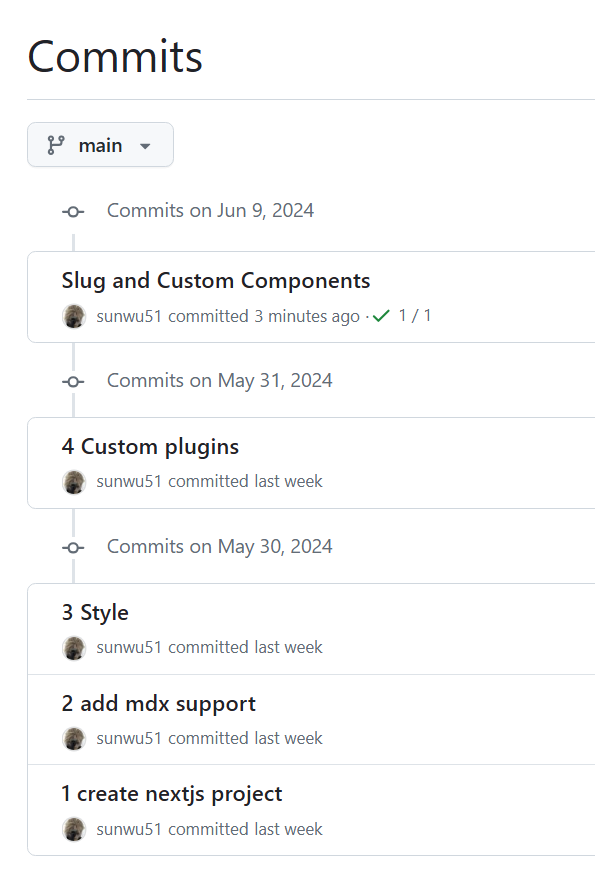 Commits
main
Commits on Jun 9, 2024
Slug and Custom Components
sunwu51 committed 3 minutes ago · 1 / 1
Commits on May 31, 2024
4 Custom plugins
sunwu51 committed last week
Commits on May 30, 2024
3 Style
sunwu51 committed last week
2 add mdx support
sunwu51 committed last week
1 create nextjs project
sunwu51 committed last week